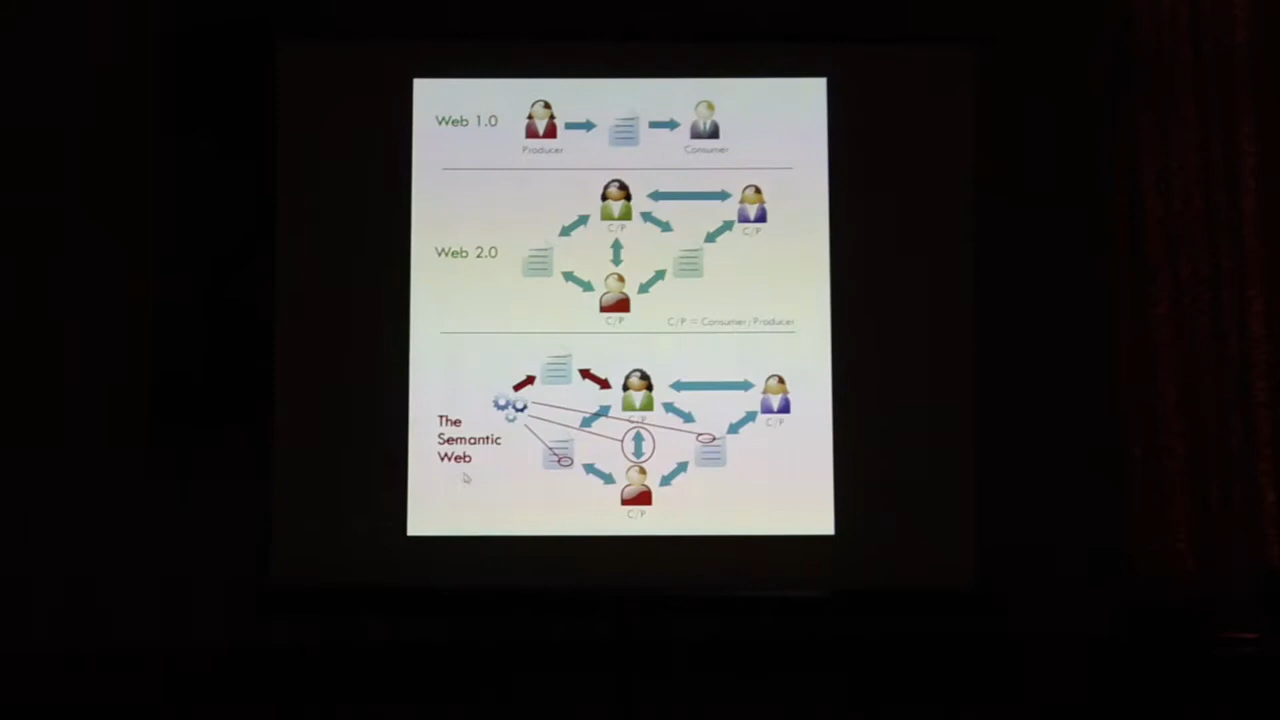 Web 1.0
Producer
Consumer
C/P
C/P
Web 2.0
C/P
C/P = Consumer/Producer
C/P
C/P
The
Semantic
Web
C/P